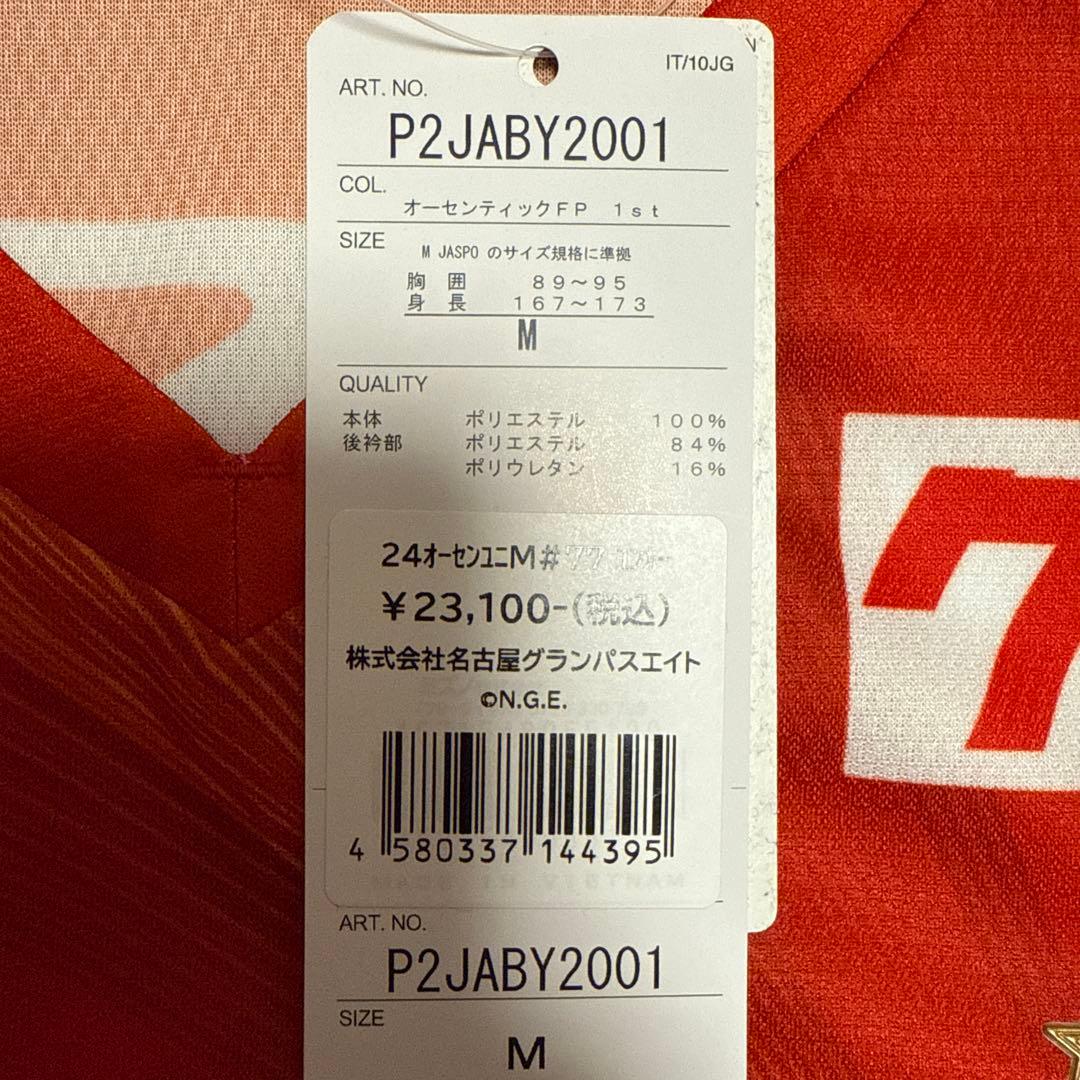 IT/10JG
ART. NO.
P2JABY2001
COL.
オーセンティックFP 1st
SIZE
M JASPO のサイズ規格に準拠
胸 囲 89～95
身 長 167～173
M
QUALITY
本体 ポリエステル 100%
後衿部 ポリエステル 84%
ポリウレタン 16%
24オーセンユニM#77
¥23,100-(税込)
株式会社名古屋グランパスエイト
©N.G.E.
4 580337 144395
MADE IN VIETNAM
ART. NO.
P2JABY2001
SIZE
M
7